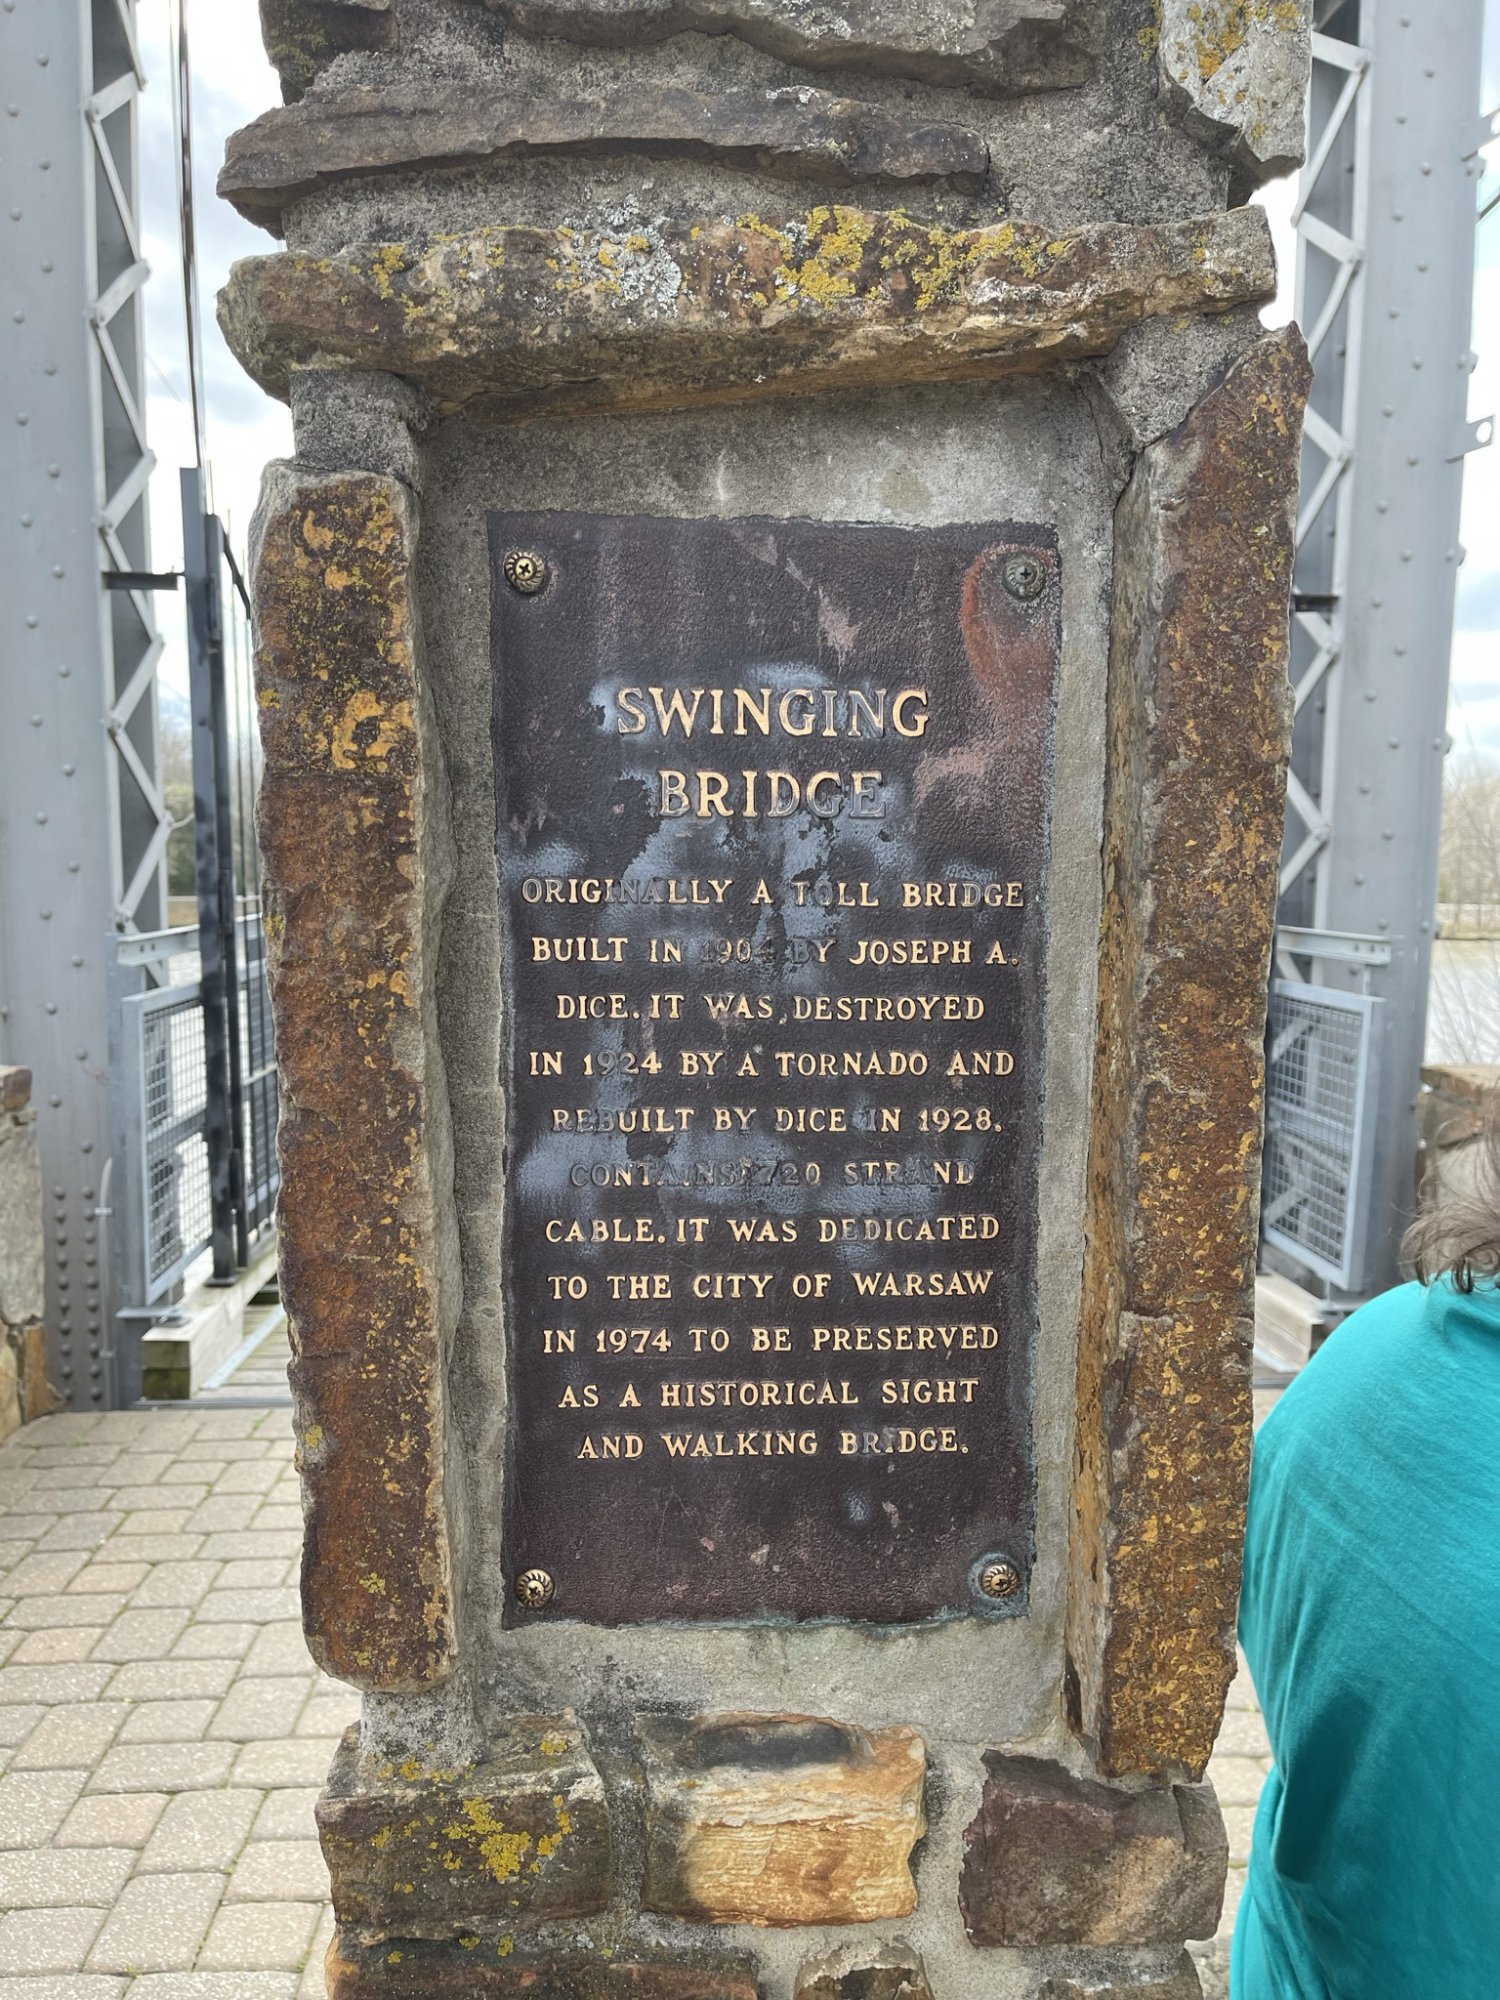 SWINGING
BRIDGE
ORIGINALLY A TOLL BRIDGE
BUILT IN 1904 BY JOSEPH A.
DICE. IT WAS DESTROYED
IN 1924 BY A TORNADO AND
REBUILT BY DICE IN 1928.
CONTAINS 720 STRAND
CABLE. IT WAS DEDICATED
TO THE CITY OF WARSAW
IN 1974 TO BE PRESERVED
AS A HISTORICAL SIGHT
AND WALKING BRIDGE.